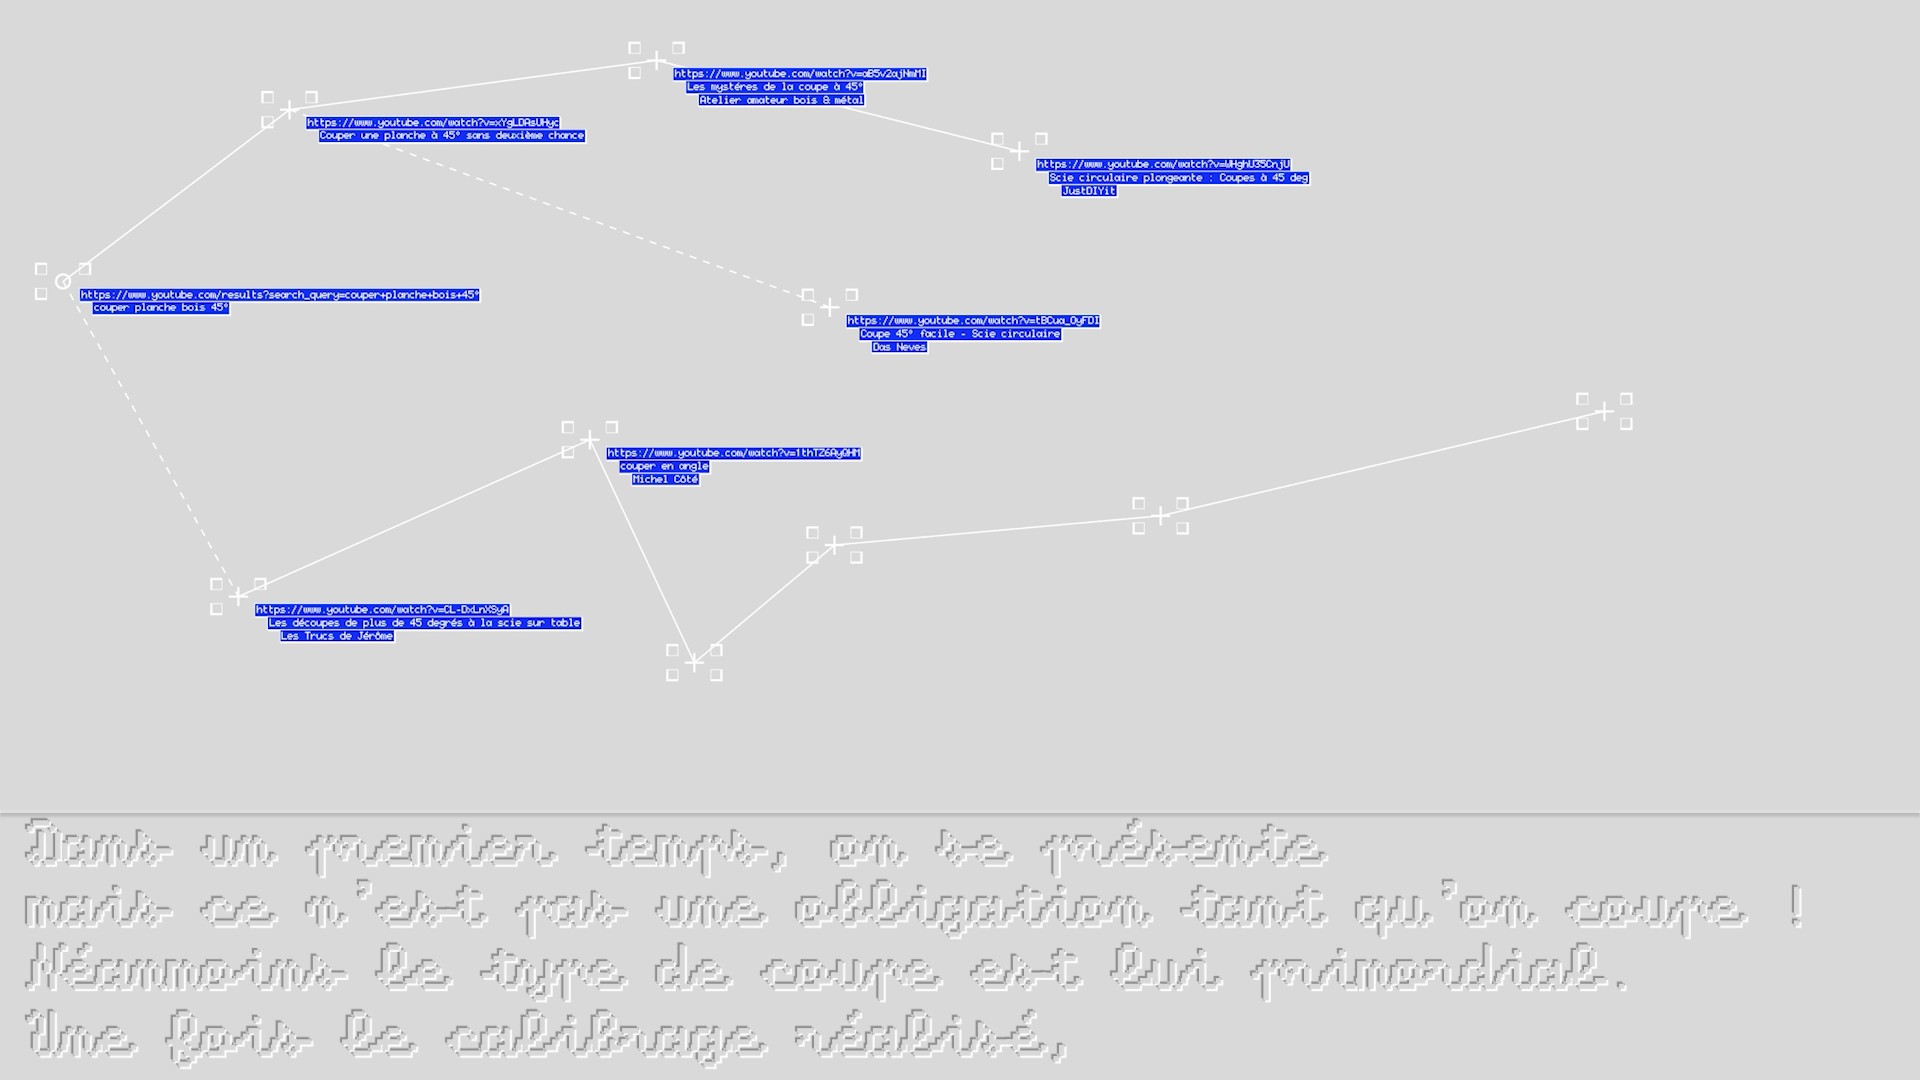 https://www.youtube.com/watch?v=oB5v2ajNmMI
Les mystéres de la coupe à 45°
Atelier amateur bois & métal
https://www.youtube.com/watch?v=xYgLDAsUHyc
Couper une planche à 45° sans deuxième chance
https://www.youtube.com/watch?v=WHghU35CnjU
Scie circulaire plongeante : Coupes à 45 deg
JustDIYit
https://www.youtube.com/results?search_query=couper+planche+bois+45°
couper planche bois 45°
https://www.youtube.com/watch?v=tBCua_OyFDI
Coupe 45° facile - Scie circulaire
Das Neves
https://www.youtube.com/watch?v=1thTZ6AyQHM
couper en angle
Michel Côté
https://www.youtube.com/watch?v=CL-DxLnXSyA
Les découpes de plus de 45 degrés à la scie sur table
Les Trucs de Jérôme
Dans un premier temps, on se présente
mais ce n'est pas une obligation tant qu'on coupe !
Néanmoins le type de coupe est lui primordial.
Une fois le calibrage réalisé,